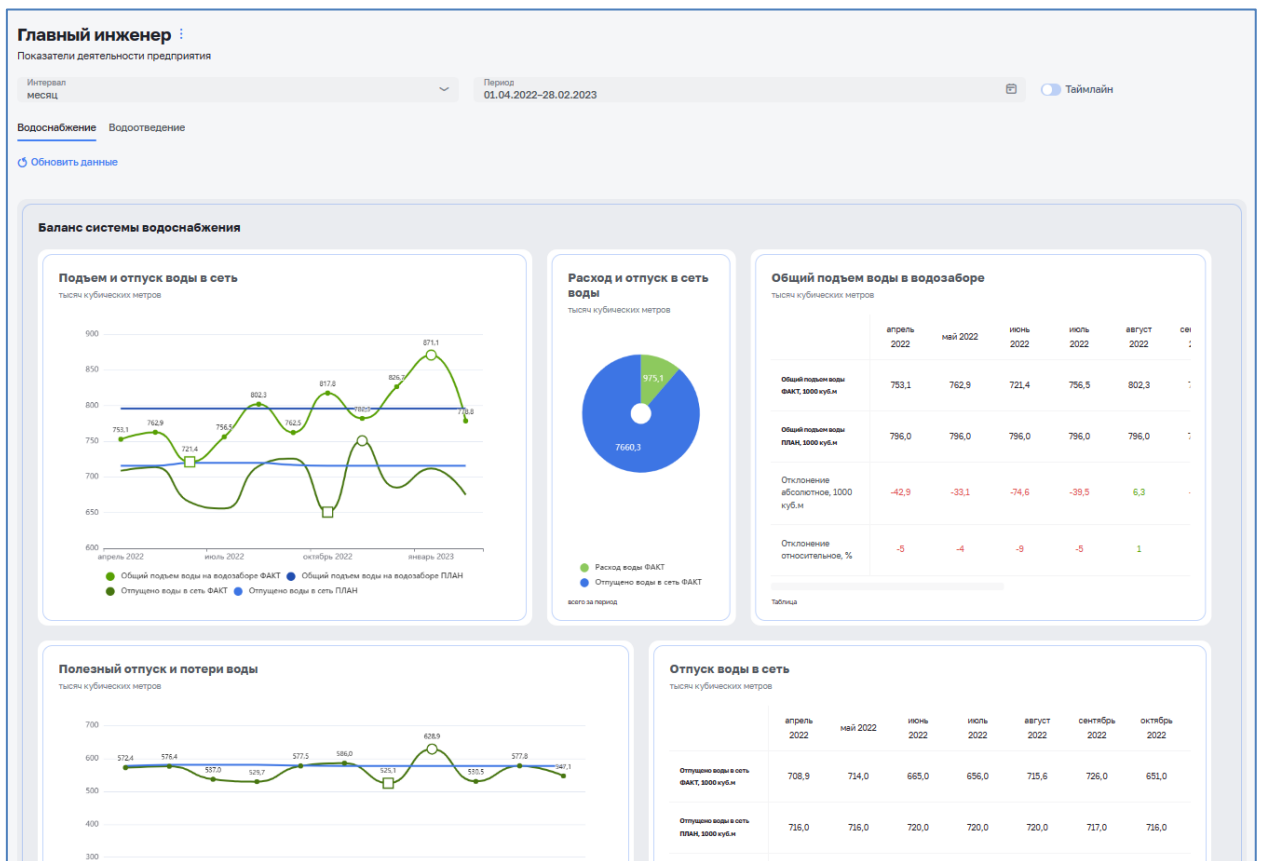 Главный инженер
Показатели деятельности предприятия
Интервал
месяц
Период
01.04.2022–28.02.2023
Таймлайн
Водоснабжение Водоотведение
Обновить данные
Баланс системы водоснабжения
Подъем и отпуск воды в сеть
тысяч кубических метров
900
850
800
750
700
650
600
753,1
762,9
721,4
756,5
802,3
762,5
817,8
782,3
826,7
871,1
778,8
апрель 2022 июль 2022 октябрь 2022 январь 2023
Общий подъем воды на водозаборе ФАКТ Общий подъем воды на водозаборе ПЛАН
Отпущено воды в сеть ФАКТ Отпущено воды в сеть ПЛАН
Расход и отпуск в сеть
воды
тысяч кубических метров
975,1
7660,3
Расход воды ФАКТ
Отпущено воды в сеть ФАКТ
всего за период
Общий подъем воды в водозаборе
тысяч кубических метров
апрель 2022 май 2022 июнь 2022 июль 2022 август 2022
Общий подъем воды
ФАКТ, 1000 куб.м
753,1 762,9 721,4 756,5 802,3
Общий подъем воды
ПЛАН, 1000 куб.м
796,0 796,0 796,0 796,0 796,0
Отклонение
абсолютное, 1000
куб.м
-42,9 -33,1 -74,6 -39,5 6,3
Отклонение
относительное, %
-5 -4 -9 -5 1
Таблица
Полезный отпуск и потери воды
тысяч кубических метров
700
600
500
400
300
572,4
576,4
537,0
529,7
577,5
586,0
525,1
628,9
530,5
577,8
547,1
Отпуск воды в сеть
тысяч кубических метров
апрель 2022 май 2022 июнь 2022 июль 2022 август 2022 сентябрь 2022 октябрь 2022
Отпущено воды в сеть
ФАКТ, 1000 куб.м
708,9 714,0 665,0 656,0 715,6 726,0 651,0
Отпущено воды в сеть
ПЛАН, 1000 куб.м
716,0 716,0 720,0 720,0 720,0 717,0 716,0